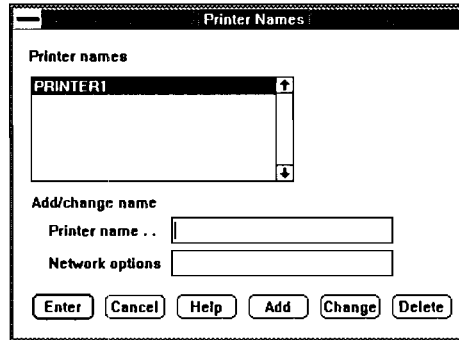 Printer Names
Printer names
PRINTER1
Add/change name
Printer name . .
Network options
Enter Cancel Help Add Change Delete